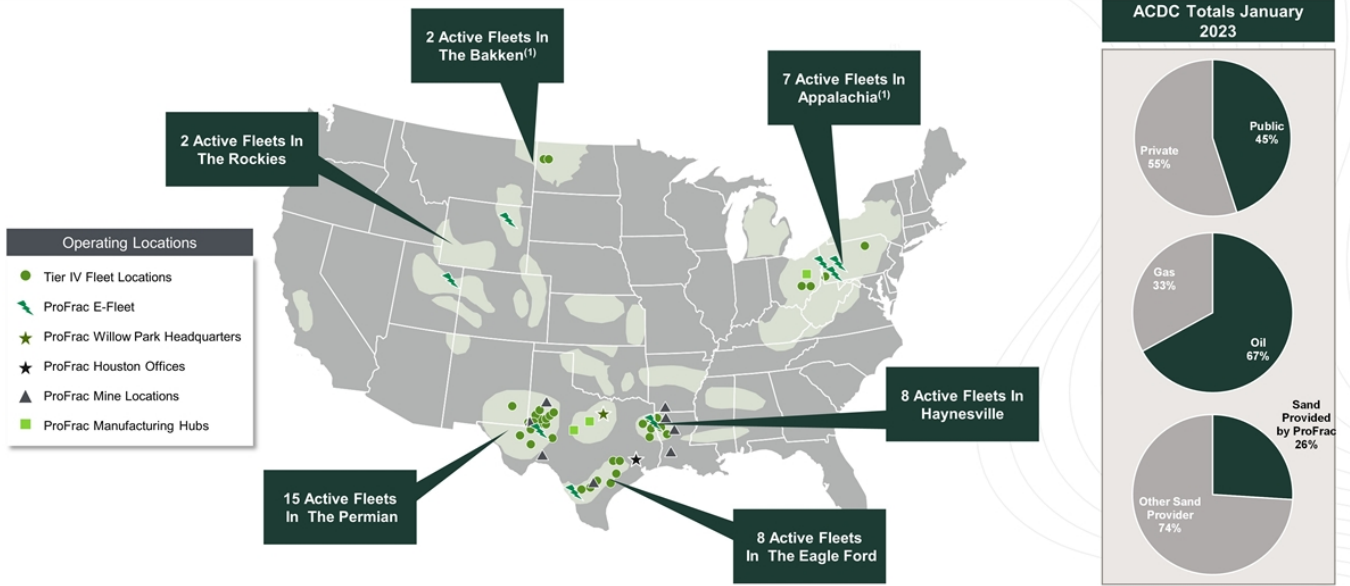 2 Active Fleets In
The Bakken(1)
7 Active Fleets In
Appalachia(1)
2 Active Fleets In
The Rockies
Operating Locations
Tier IV Fleet Locations
ProFrac E-Fleet
ProFrac Willow Park Headquarters
ProFrac Houston Offices
ProFrac Mine Locations
ProFrac Manufacturing Hubs
8 Active Fleets In
Haynesville
15 Active Fleets
In The Permian
8 Active Fleets
In The Eagle Ford
ACDC Totals January
2023
Public
45%
Private
55%
Gas
33%
Oil
67%
Sand
Provided
by ProFrac
26%
Other Sand
Provider
74%